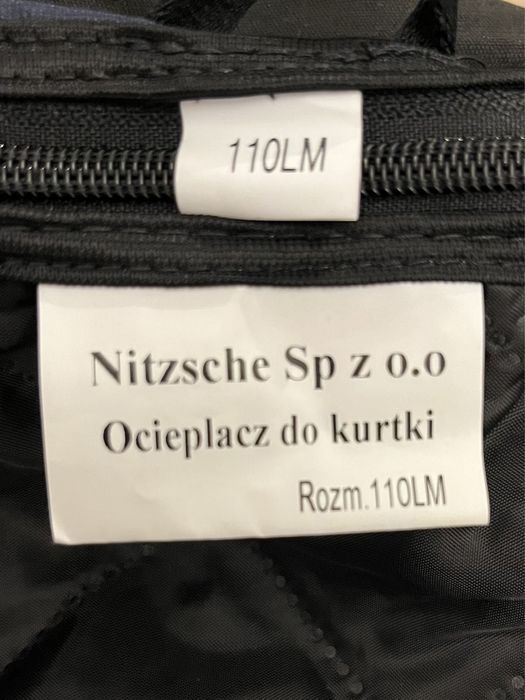 110LM
Nitzsche Sp z o.o
Ocieplacz do kurtki
Rozm.110LM